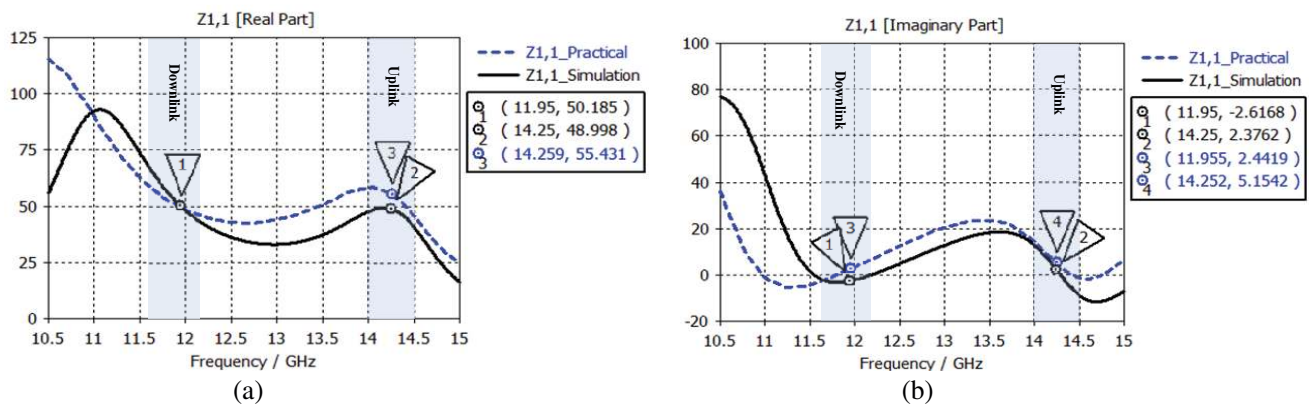 Z1,1 [Real Part]
125
100
75
50
25
0
10.5 11 11.5 12 12.5 13 13.5 14 14.5 15
Frequency / GHz
Downlink
Uplink
1
3
2
Z1,1_Practical
Z1,1_Simulation
1 ( 11.95, 50.185 )
2 ( 14.25, 48.998 )
3 ( 14.259, 55.431 )
(a)
Z1,1 [Imaginary Part]
100
80
60
40
20
0
-20
10.5 11 11.5 12 12.5 13 13.5 14 14.5 15
Frequency / GHz
Downlink
Uplink
1
3
4
2
Z1,1_Practical
Z1,1_Simulation
1 ( 11.95, -2.6168 )
2 ( 14.25, 2.3762 )
3 ( 11.955, 2.4419 )
4 ( 14.252, 5.1542 )
(b)